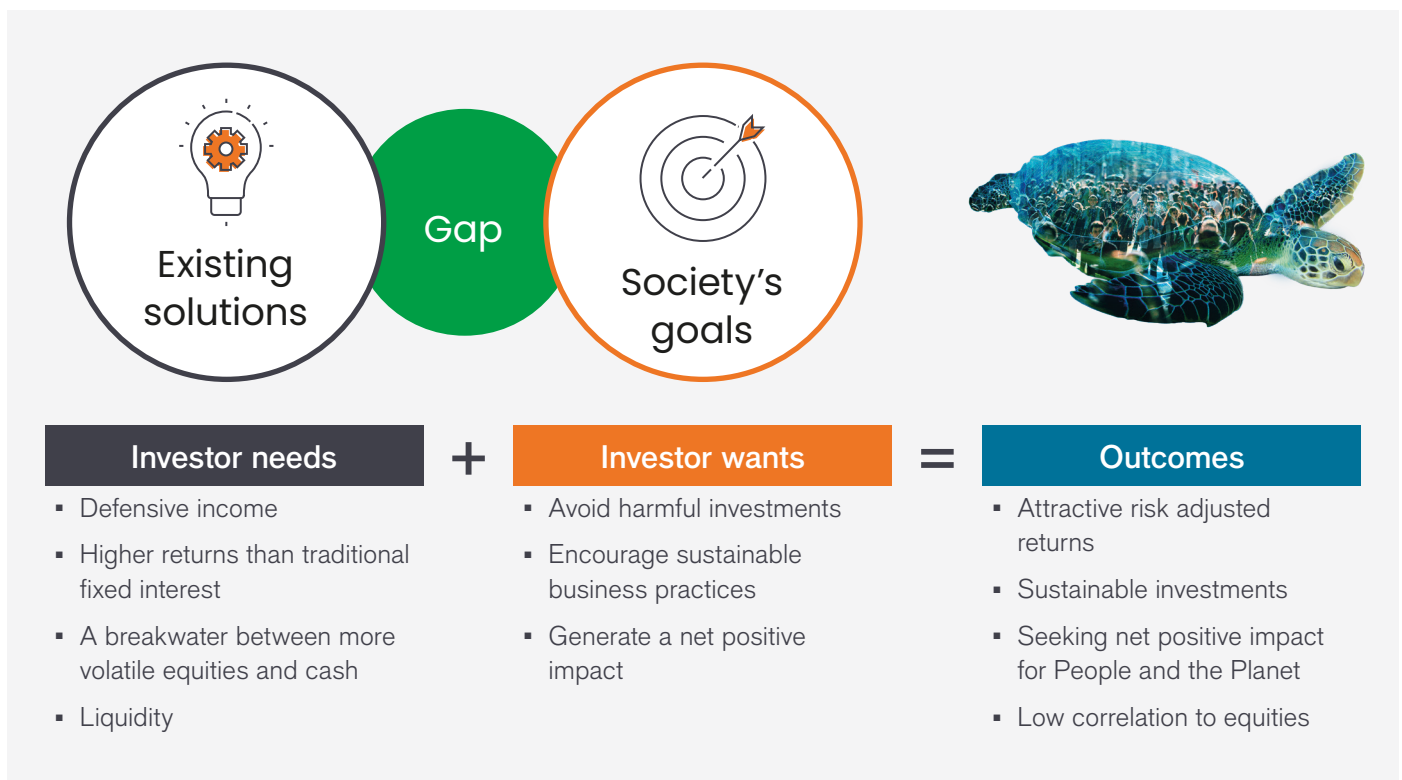 Existing
solutions
Gap
Society’s
goals
Investor needs
▪ Defensive income
▪ Higher returns than traditional
fixed interest
▪ A breakwater between more
volatile equities and cash
▪ Liquidity
+
Investor wants
▪ Avoid harmful investments
▪ Encourage sustainable
business practices
▪ Generate a net positive
impact
=
Outcomes
▪ Attractive risk adjusted
returns
▪ Sustainable investments
▪ Seeking net positive impact
for People and the Planet
▪ Low correlation to equities